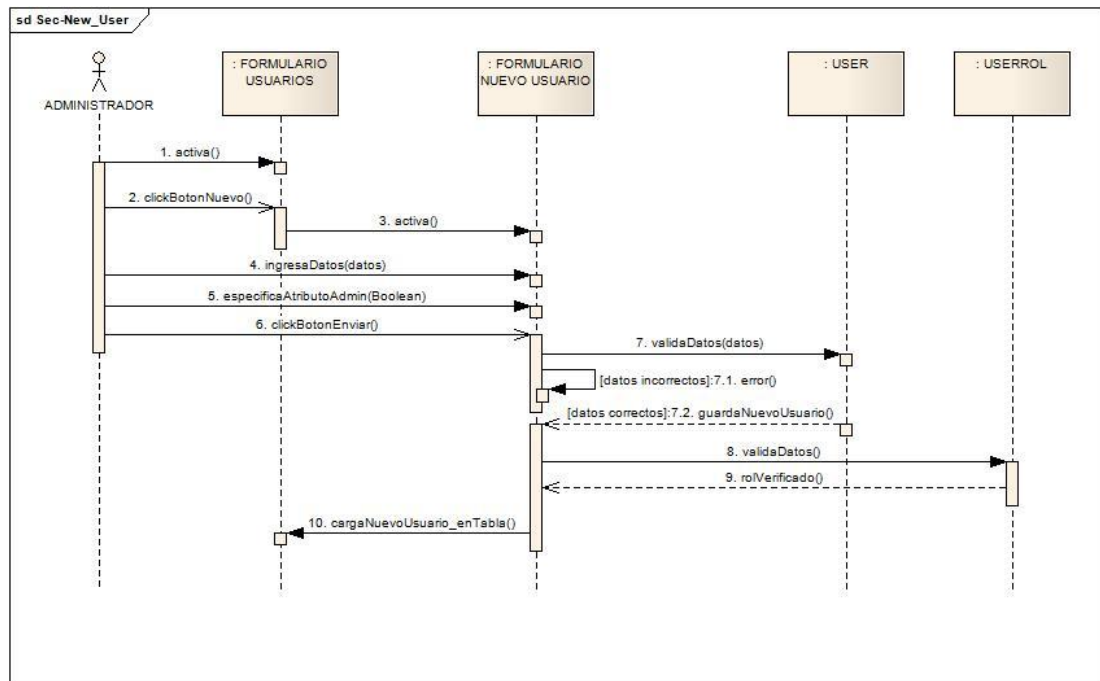 sd Sec-New_User
: FORMULARIO
USUARIOS
: FORMULARIO
NUEVO USUARIO
: USER
: USERROL
ADMINISTRADOR
1. activa()
2. clickBotonNuevo()
3. activa()
4. ingresaDatos(datos)
5. especificaAtributoAdmin(Boolean)
6. clickBotonEnviar()
7. validaDatos(datos)
[datos incorrectos]:7.1. error()
[datos correctos]:7.2. guardaNuevoUsuario()
8. validaDatos()
9. rolVerificado()
10. cargaNuevoUsuario_enTabla()